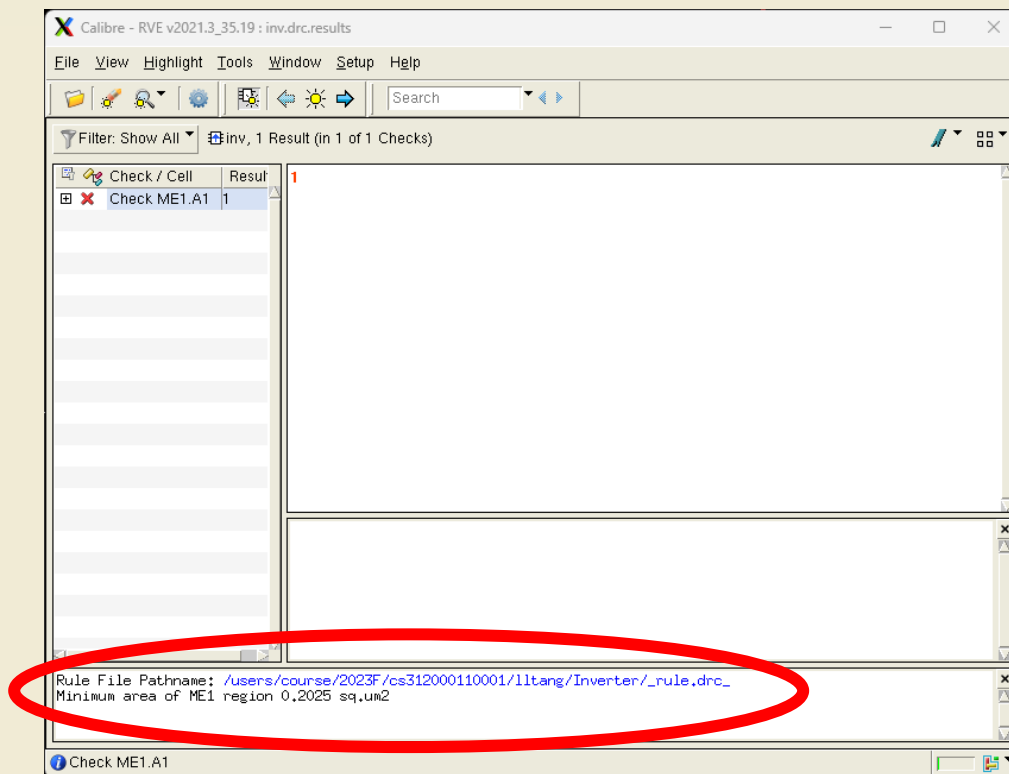 Calibre - RVE v2021.3_35.19 : inv.drc.results
File View Highlight Tools Window Setup Help
Search
Filter: Show All inv, 1 Result (in 1 of 1 Checks)
Check / Cell Result
Check ME1.A1 1
1
Rule File Pathname: /users/course/2023F/cs312000110001/lltang/Inverter/_rule.drc_
Minimum area of ME1 region 0.2025 sq.um2
Check ME1.A1